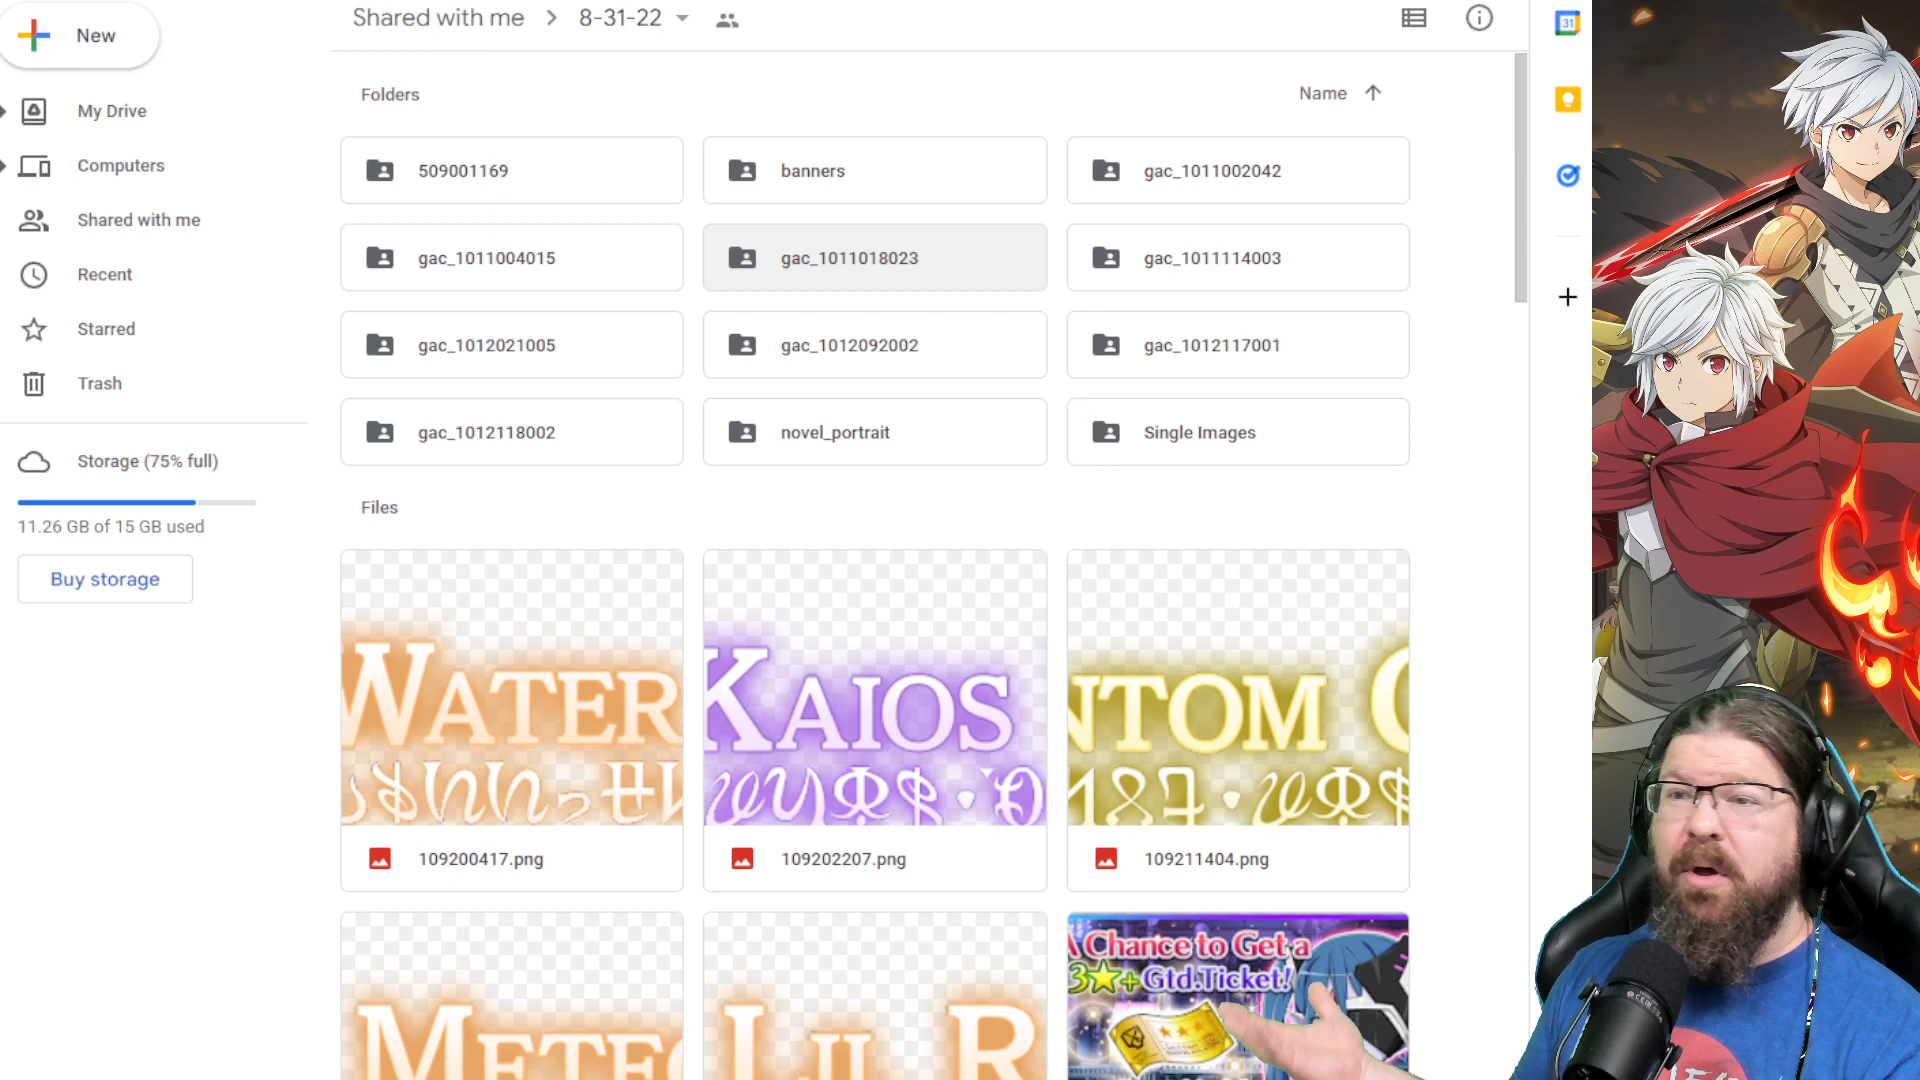 New
Shared with me > 8-31-22
My Drive
Computers
Shared with me
Recent
Starred
Trash
Storage (75% full)
11.26 GB of 15 GB used
Buy storage
Folders
Name
509001169
banners
gac_1011002042
gac_1011004015
gac_1011018023
gac_1011114003
gac_1012021005
gac_1012092002
gac_1012117001
gac_1012118002
novel_portrait
Single Images
Files
WATER
KAIOS
NTOM
109200417.png
109202207.png
109211404.png
LIL R
Chance to Get a
3★+ Gtd.Ticket!
31